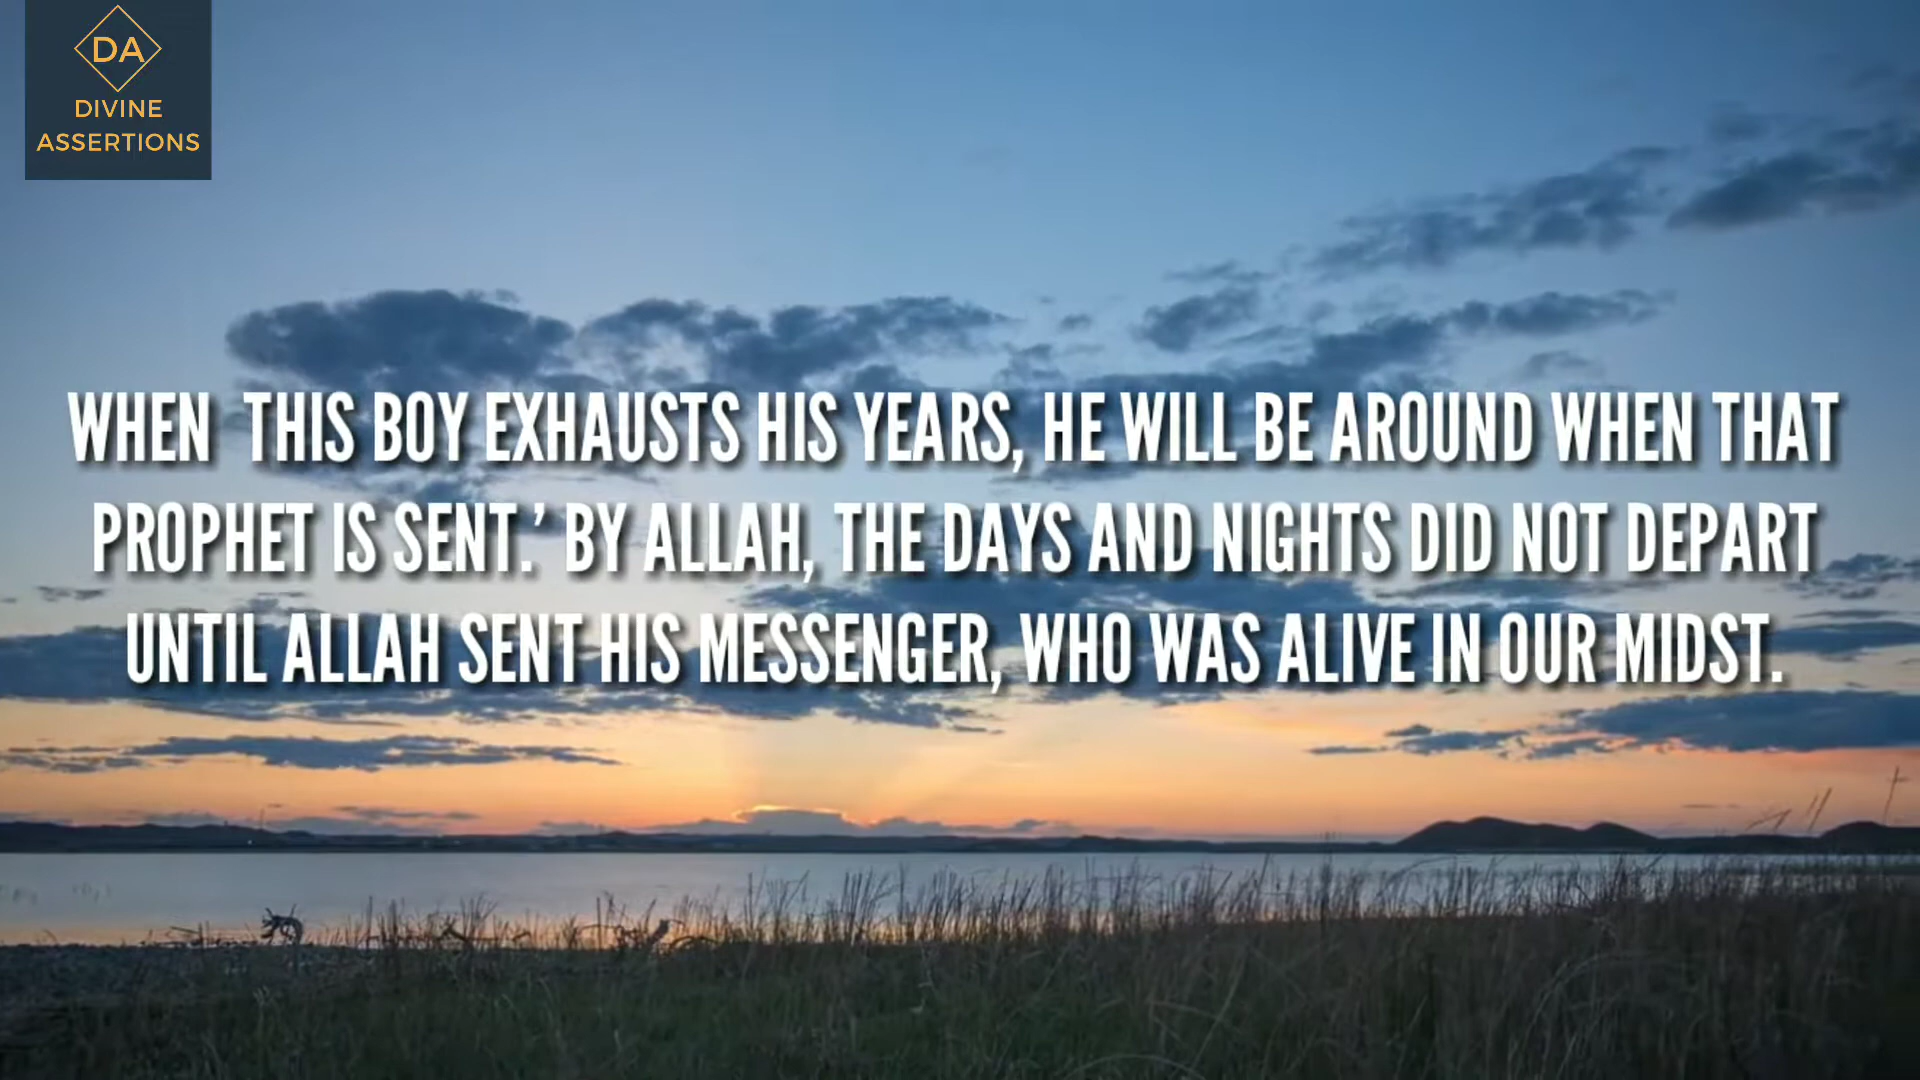 DA
DIVINE
ASSERTIONS
WHEN THIS BOY EXHAUSTS HIS YEARS, HE WILL BE AROUND WHEN THAT
PROPHET IS SENT.’ BY ALLAH, THE DAYS AND NIGHTS DID NOT DEPART
UNTIL ALLAH SENT HIS MESSENGER, WHO WAS ALIVE IN OUR MIDST.